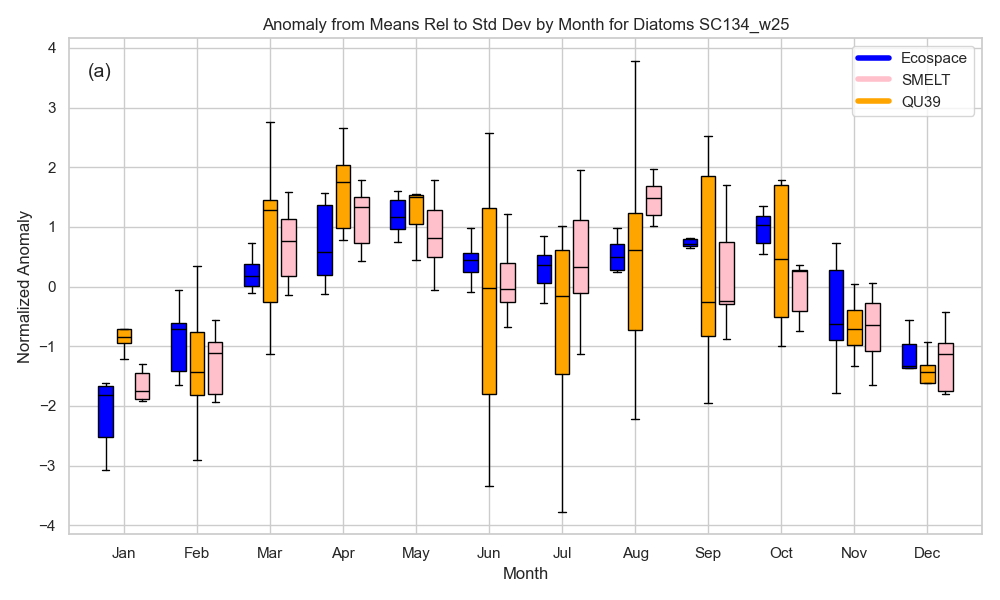 Anomaly from Means Rel to Std Dev by Month for Diatoms SC134_w25
(a)
Ecospace
SMELT
QU39
4
3
2
1
0
−1
−2
−3
−4
Normalized Anomaly
Jan Feb Mar Apr May Jun Jul Aug Sep Oct Nov Dec
Month